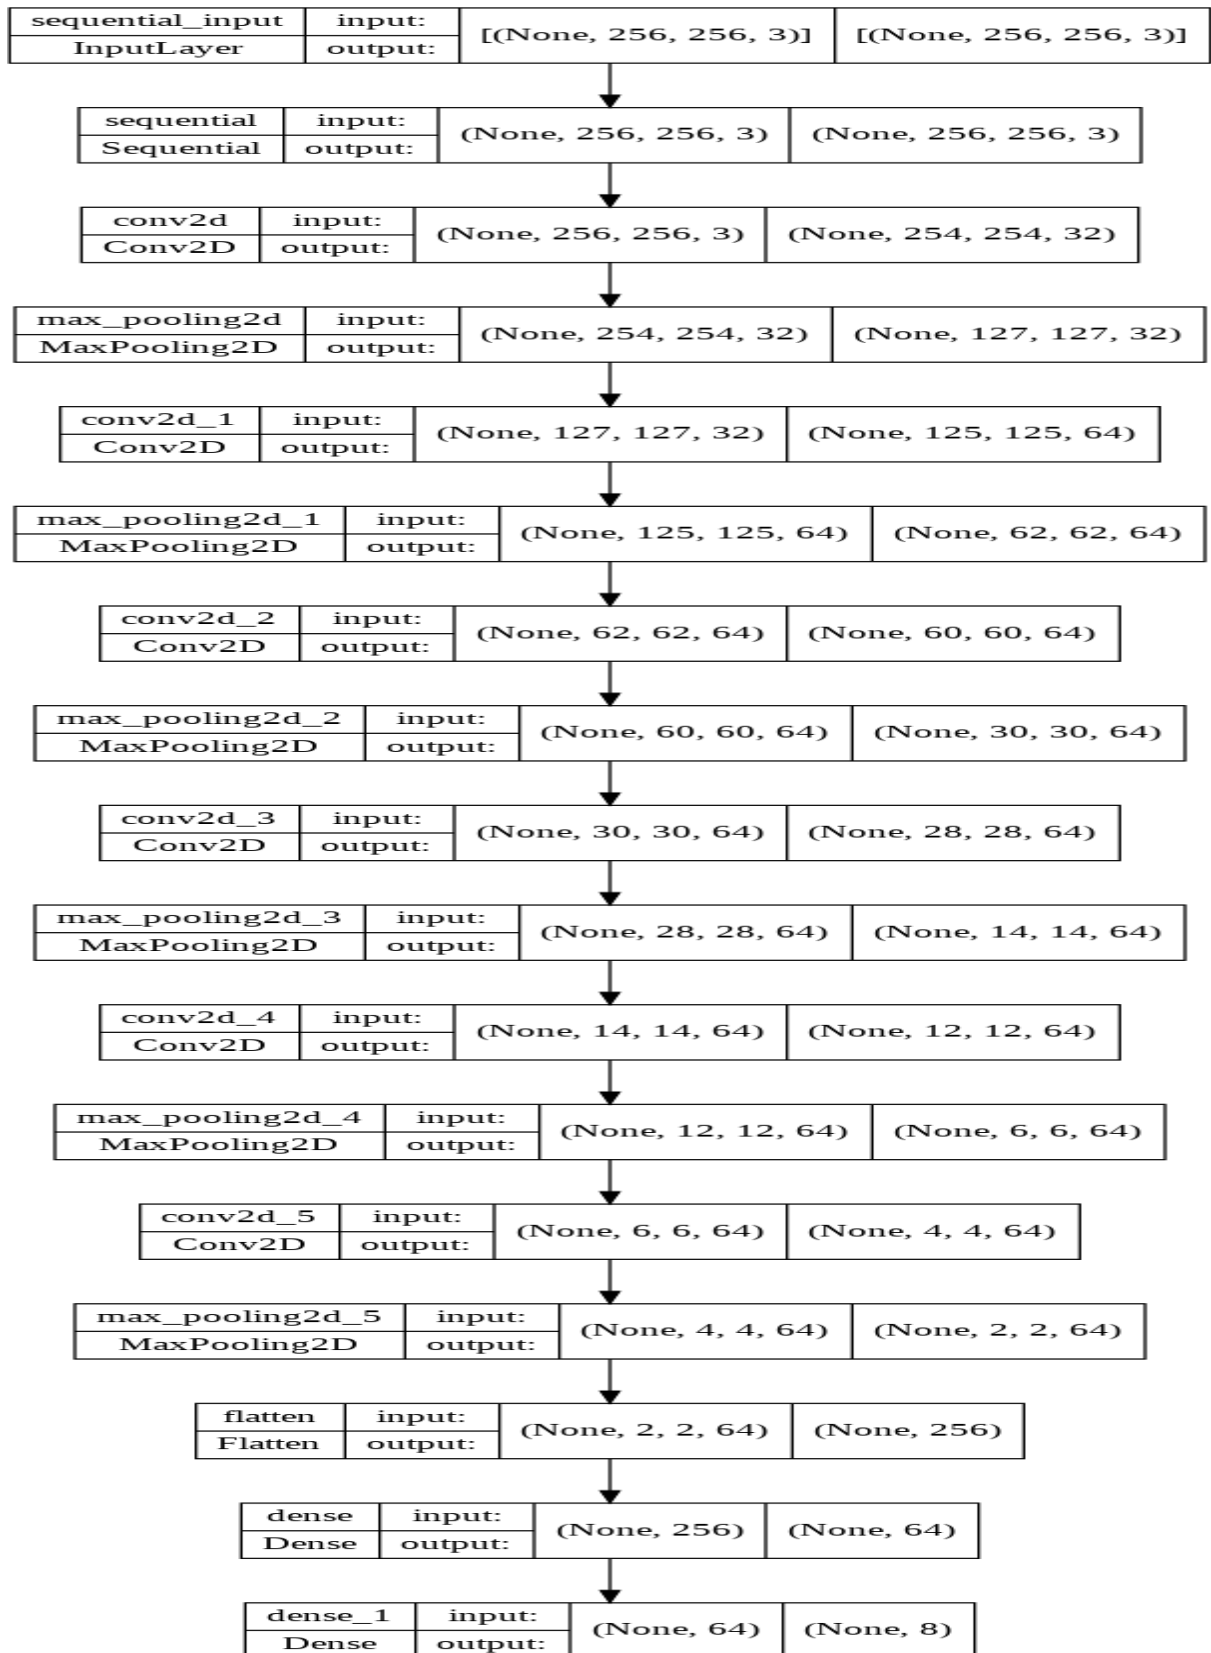 sequential_input input: [(None, 256, 256, 3)] [(None, 256, 256, 3)]
InputLayer output:
sequential input: (None, 256, 256, 3) (None, 256, 256, 3)
Sequential output:
conv2d input: (None, 256, 256, 3) (None, 254, 254, 32)
Conv2D output:
max_pooling2d input: (None, 254, 254, 32) (None, 127, 127, 32)
MaxPooling2D output:
conv2d_1 input: (None, 127, 127, 32) (None, 125, 125, 64)
Conv2D output:
max_pooling2d_1 input: (None, 125, 125, 64) (None, 62, 62, 64)
MaxPooling2D output:
conv2d_2 input: (None, 62, 62, 64) (None, 60, 60, 64)
Conv2D output:
max_pooling2d_2 input: (None, 60, 60, 64) (None, 30, 30, 64)
MaxPooling2D output:
conv2d_3 input: (None, 30, 30, 64) (None, 28, 28, 64)
Conv2D output:
max_pooling2d_3 input: (None, 28, 28, 64) (None, 14, 14, 64)
MaxPooling2D output:
conv2d_4 input: (None, 14, 14, 64) (None, 12, 12, 64)
Conv2D output:
max_pooling2d_4 input: (None, 12, 12, 64) (None, 6, 6, 64)
MaxPooling2D output:
conv2d_5 input: (None, 6, 6, 64) (None, 4, 4, 64)
Conv2D output:
max_pooling2d_5 input: (None, 4, 4, 64) (None, 2, 2, 64)
MaxPooling2D output:
flatten input: (None, 2, 2, 64) (None, 256)
Flatten output:
dense input: (None, 256) (None, 64)
Dense output:
dense_1 input: (None, 64) (None, 8)
Dense output: